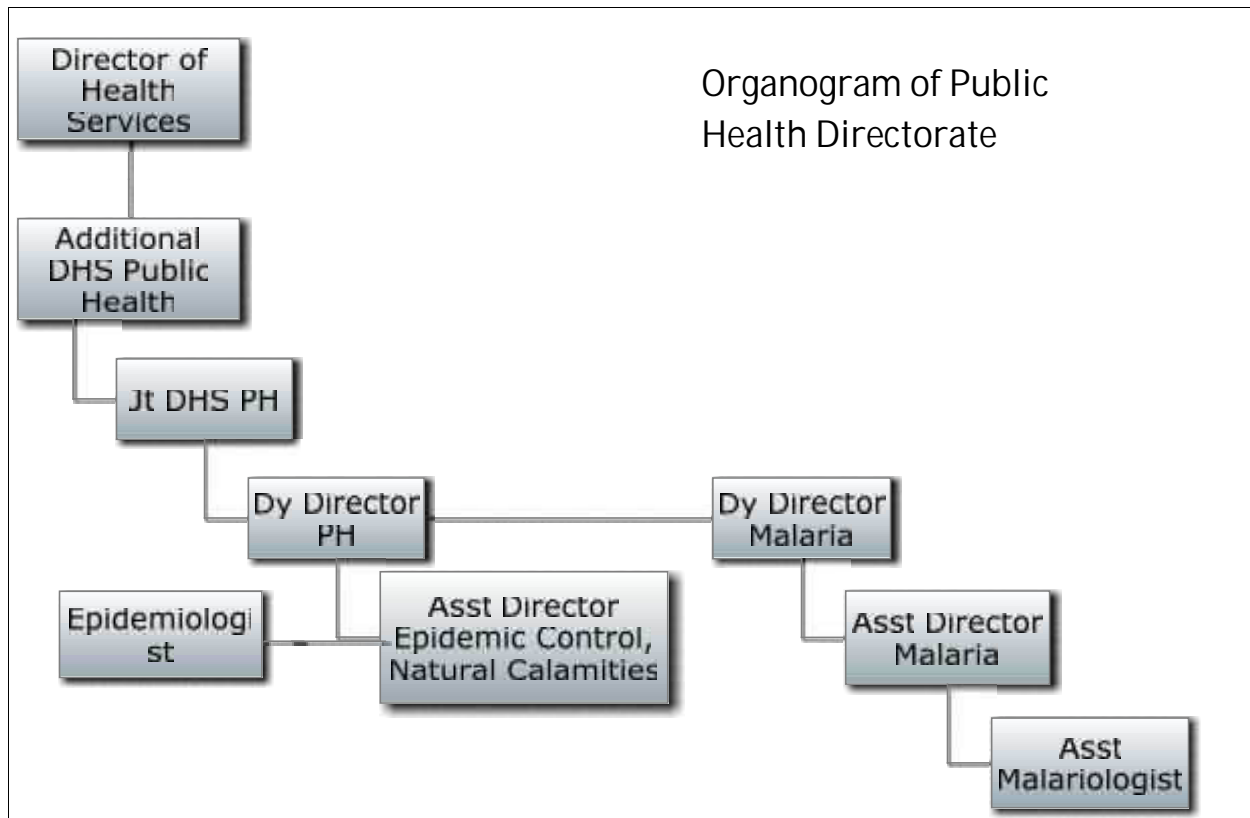 Director of
Health
Services
Organogram of Public
Health Directorate
Additional
DHS Public
Health
Jt DHS PH
Dy Director
PH
Dy Director
Malaria
Epidemiologi
st
Asst Director
Epidemic Control,
Natural Calamities
Asst Director
Malaria
Asst
Malariologist